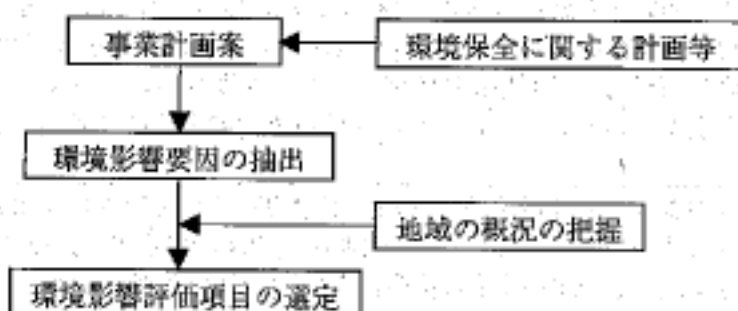 事業計画案
環境保全に関する計画等
環境影響要因の抽出
地域の概況の把握
環境影響評価項目の選定